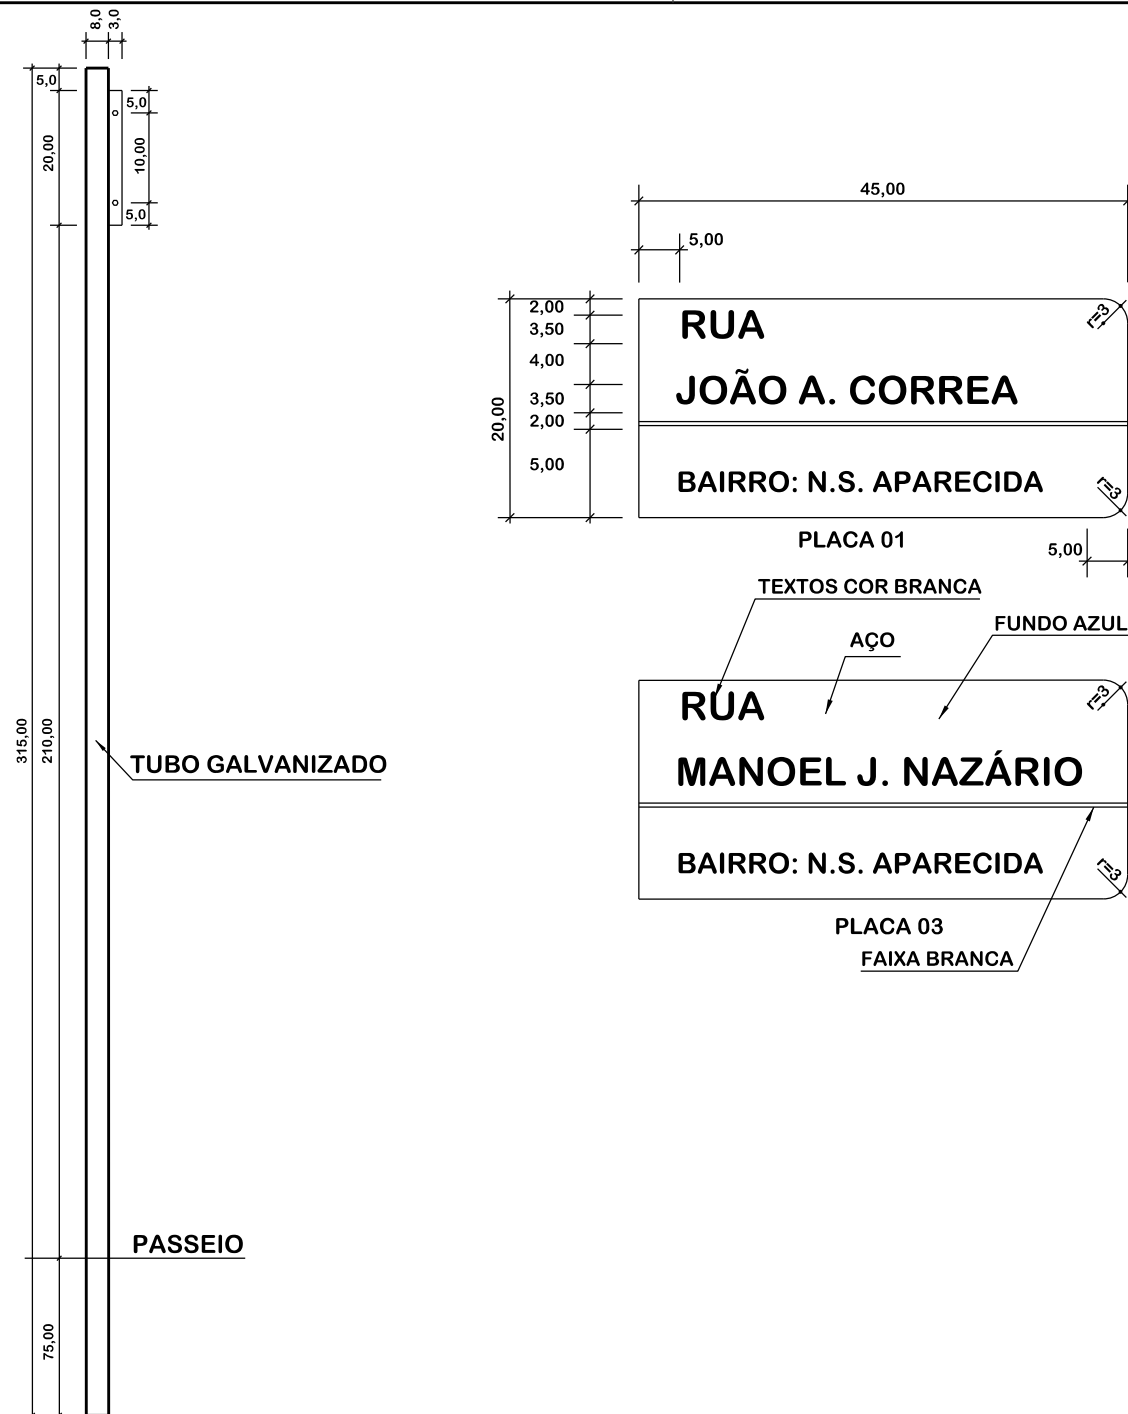 8,0
3,0
5,0
20,00
5,0
10,00
5,0
315,00
210,00
TUBO GALVANIZADO
PASSEIO
75,00
45,00
5,00
20,00
2,00
3,50
4,00
3,50
2,00
5,00
RUA
r=3
JOÃO A. CORREA
BAIRRO: N.S. APARECIDA
r=3
PLACA 01
5,00
TEXTOS COR BRANCA
AÇO
FUNDO AZUL
RUA
r=3
MANOEL J. NAZÁRIO
BAIRRO: N.S. APARECIDA
r=3
PLACA 03
FAIXA BRANCA